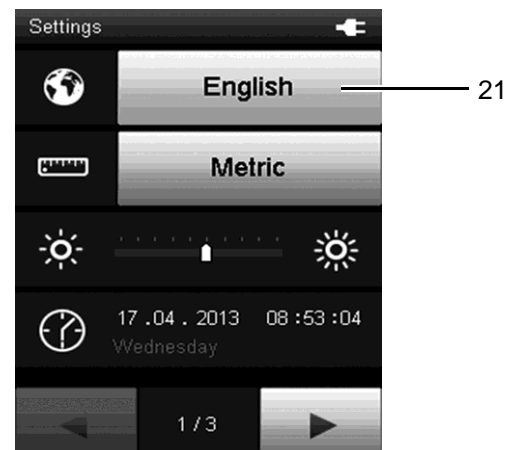 Settings
English
21
Metric
17 .04 . 2013 08 :53 :04
Wednesday
1 / 3